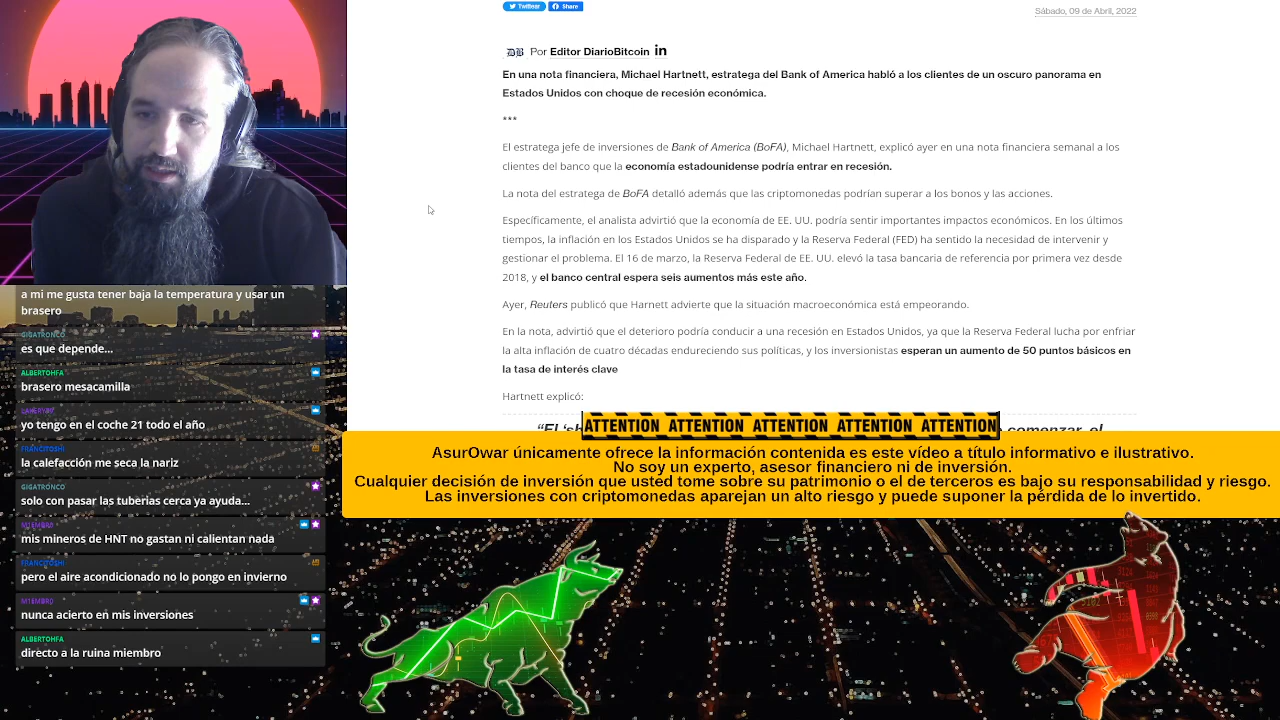 Twittear
Share
Sábado, 09 de Abril, 2022
Por Editor DiarioBitcoin in
En una nota financiera, Michael Hartnett, estratega del Bank of America habló a los clientes de un oscuro panorama en
Estados Unidos con choque de recesión económica.
***
El estratega jefe de inversiones de Bank of America (BofA), Michael Hartnett, explicó ayer en una nota financiera semanal a los
clientes del banco que la economía estadounidense podría entrar en recesión.
La nota del estratega de BoFA detalló además que las criptomonedas podrían superar a los bonos y las acciones.
Específicamente, el analista advirtió que la economía de EE. UU. podría sentir importantes impactos económicos. En los últimos
tiempos, la inflación en los Estados Unidos se ha disparado y la Reserva Federal (FED) ha sentido la necesidad de intervenir y
gestionar el problema. El 16 de marzo, la Reserva Federal de EE. UU. elevó la tasa bancaria de referencia por primera vez desde
2018, y el banco central espera seis aumentos más este año.
Ayer, Reuters publicó que Harnett advierte que la situación macroeconómica está empeorando.
En la nota, advirtió que el deterioro podría conducir a una recesión en Estados Unidos, ya que la Reserva Federal lucha por enfriar
la alta inflación de cuatro décadas endureciendo sus políticas, y los inversionistas esperan un aumento de 50 puntos básicos en
la tasa de interés clave
Hartnett explicó:
comenzar, el
ATTENTION ATTENTION ATTENTION ATTENTION ATTENTION
AsurOwar únicamente ofrece la información contenida es este vídeo a título informativo e ilustrativo.
No soy un experto, asesor financiero ni de inversión.
Cualquier decisión de inversión que usted tome sobre su patrimonio o el de terceros es bajo su responsabilidad y riesgo.
Las inversiones con criptomonedas aparejan un alto riesgo y puede suponer la pérdida de lo invertido.
a mi me gusta tener baja la temperatura y usar un
brasero
GIGATRONCO
es que depende...
ALBERTOHFA
brasero mesacamilla
yo tengo en el coche 21 todo el año
FRANCITOSHI
la calefacción me seca la nariz
GIGATRONCO
solo con pasar las tuberias cerca ya ayuda...
M1EMBR0
mis mineros de HNT no gastan ni calientan nada
FRANCITOSHI
pero el aire acondicionado no lo pongo en invierno
M1EMBR0
nunca acierto en mis inversiones
ALBERTOHFA
directo a la ruina miembro